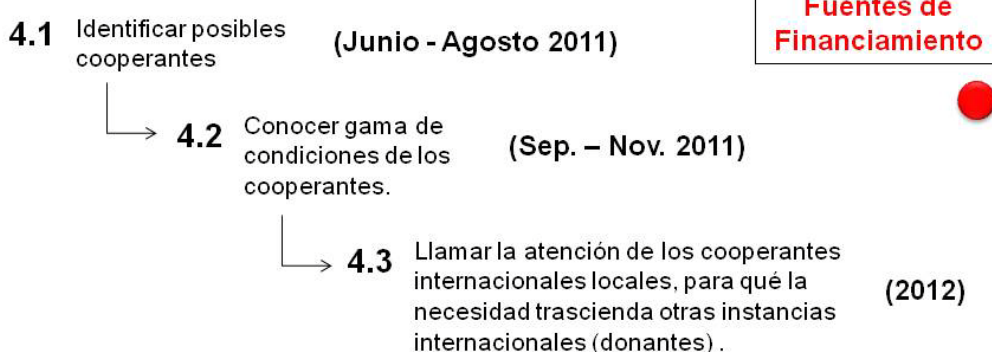 Fuentes de
Financiamiento
4.1 Identificar posibles
cooperantes
(Junio - Agosto 2011)
4.2 Conocer gama de
condiciones de los
cooperantes.
(Sep. – Nov. 2011)
4.3 Llamar la atención de los cooperantes
internacionales locales, para qué la
necesidad trascienda otras instancias
internacionales (donantes) .
(2012)